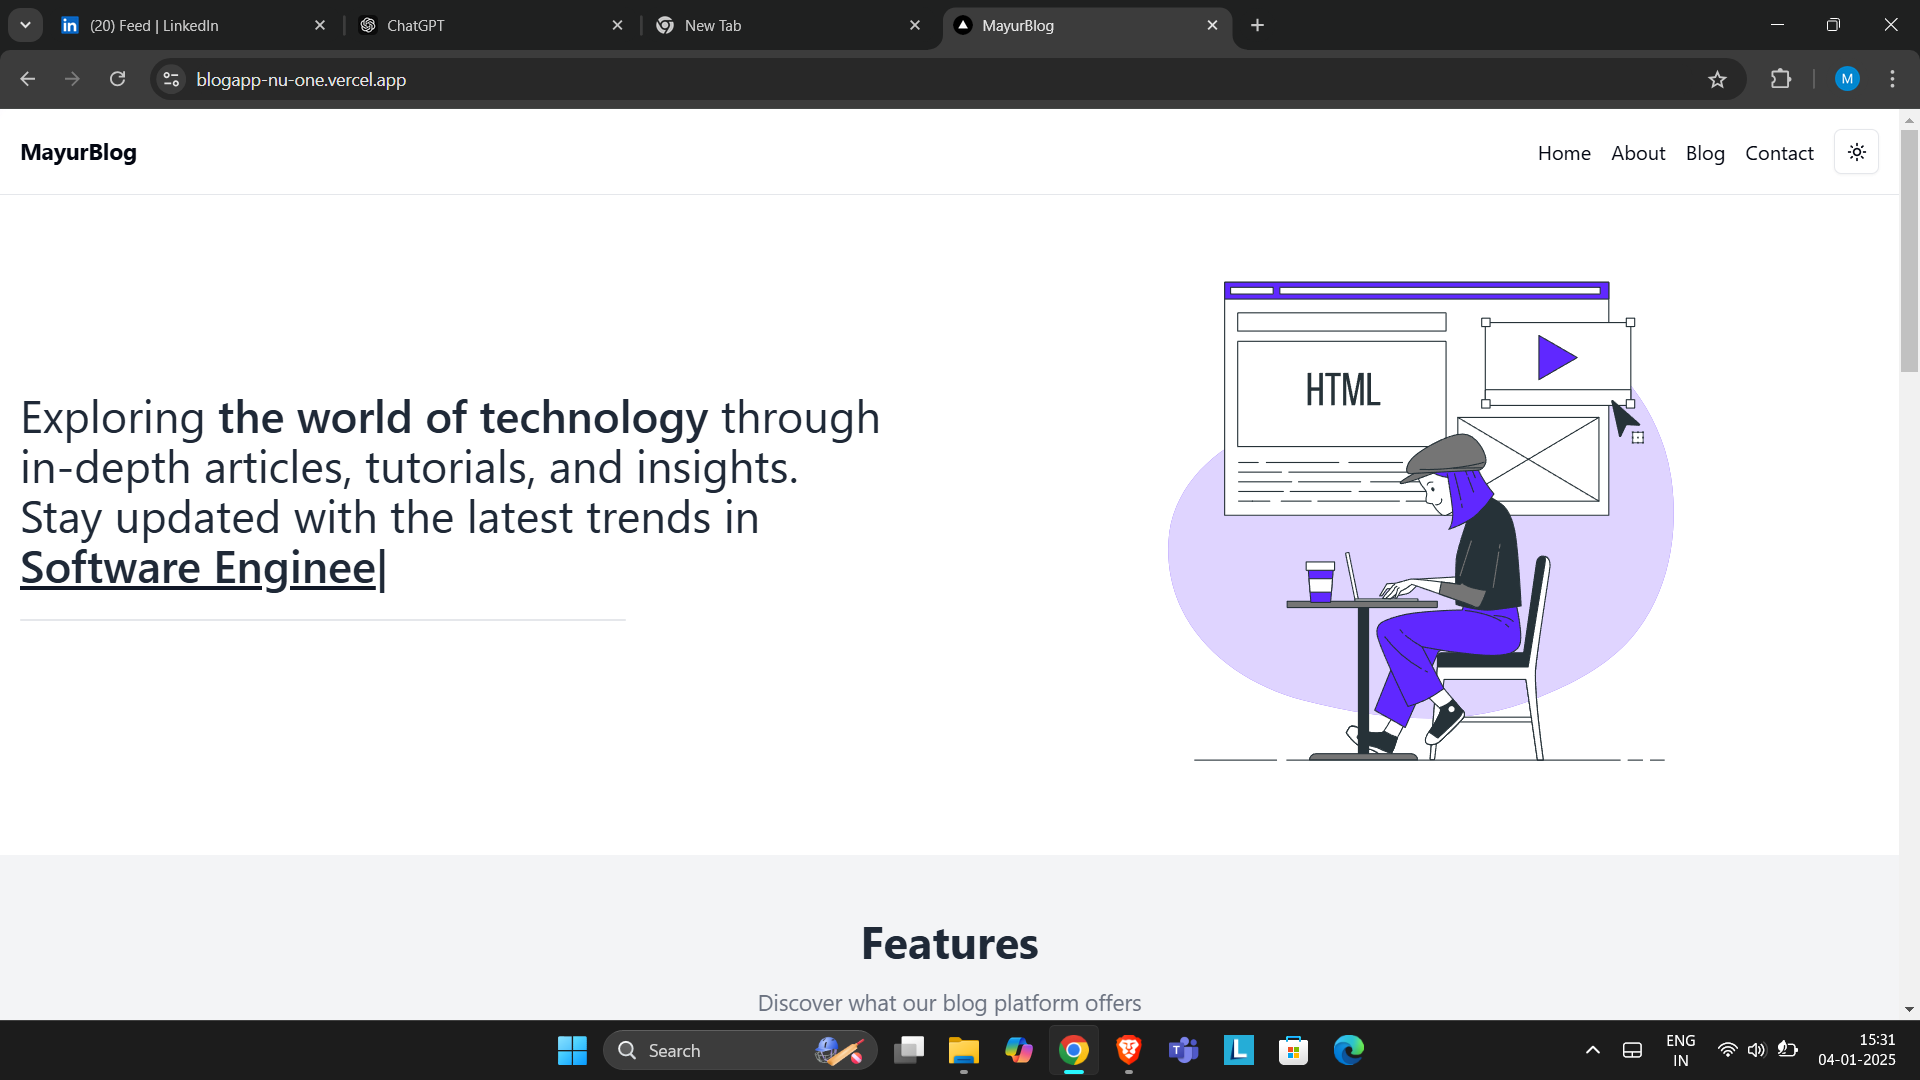 (20) Feed | LinkedIn
ChatGPT
New Tab
MayurBlog
blogapp-nu-one.vercel.app
M
MayurBlog
Home
About
Blog
Contact
HTML
Exploring the world of technology through
in-depth articles, tutorials, and insights.
Stay updated with the latest trends in
Software Enginee|
Features
Discover what our blog platform offers
Search
ENG
IN
15:31
04-01-2025